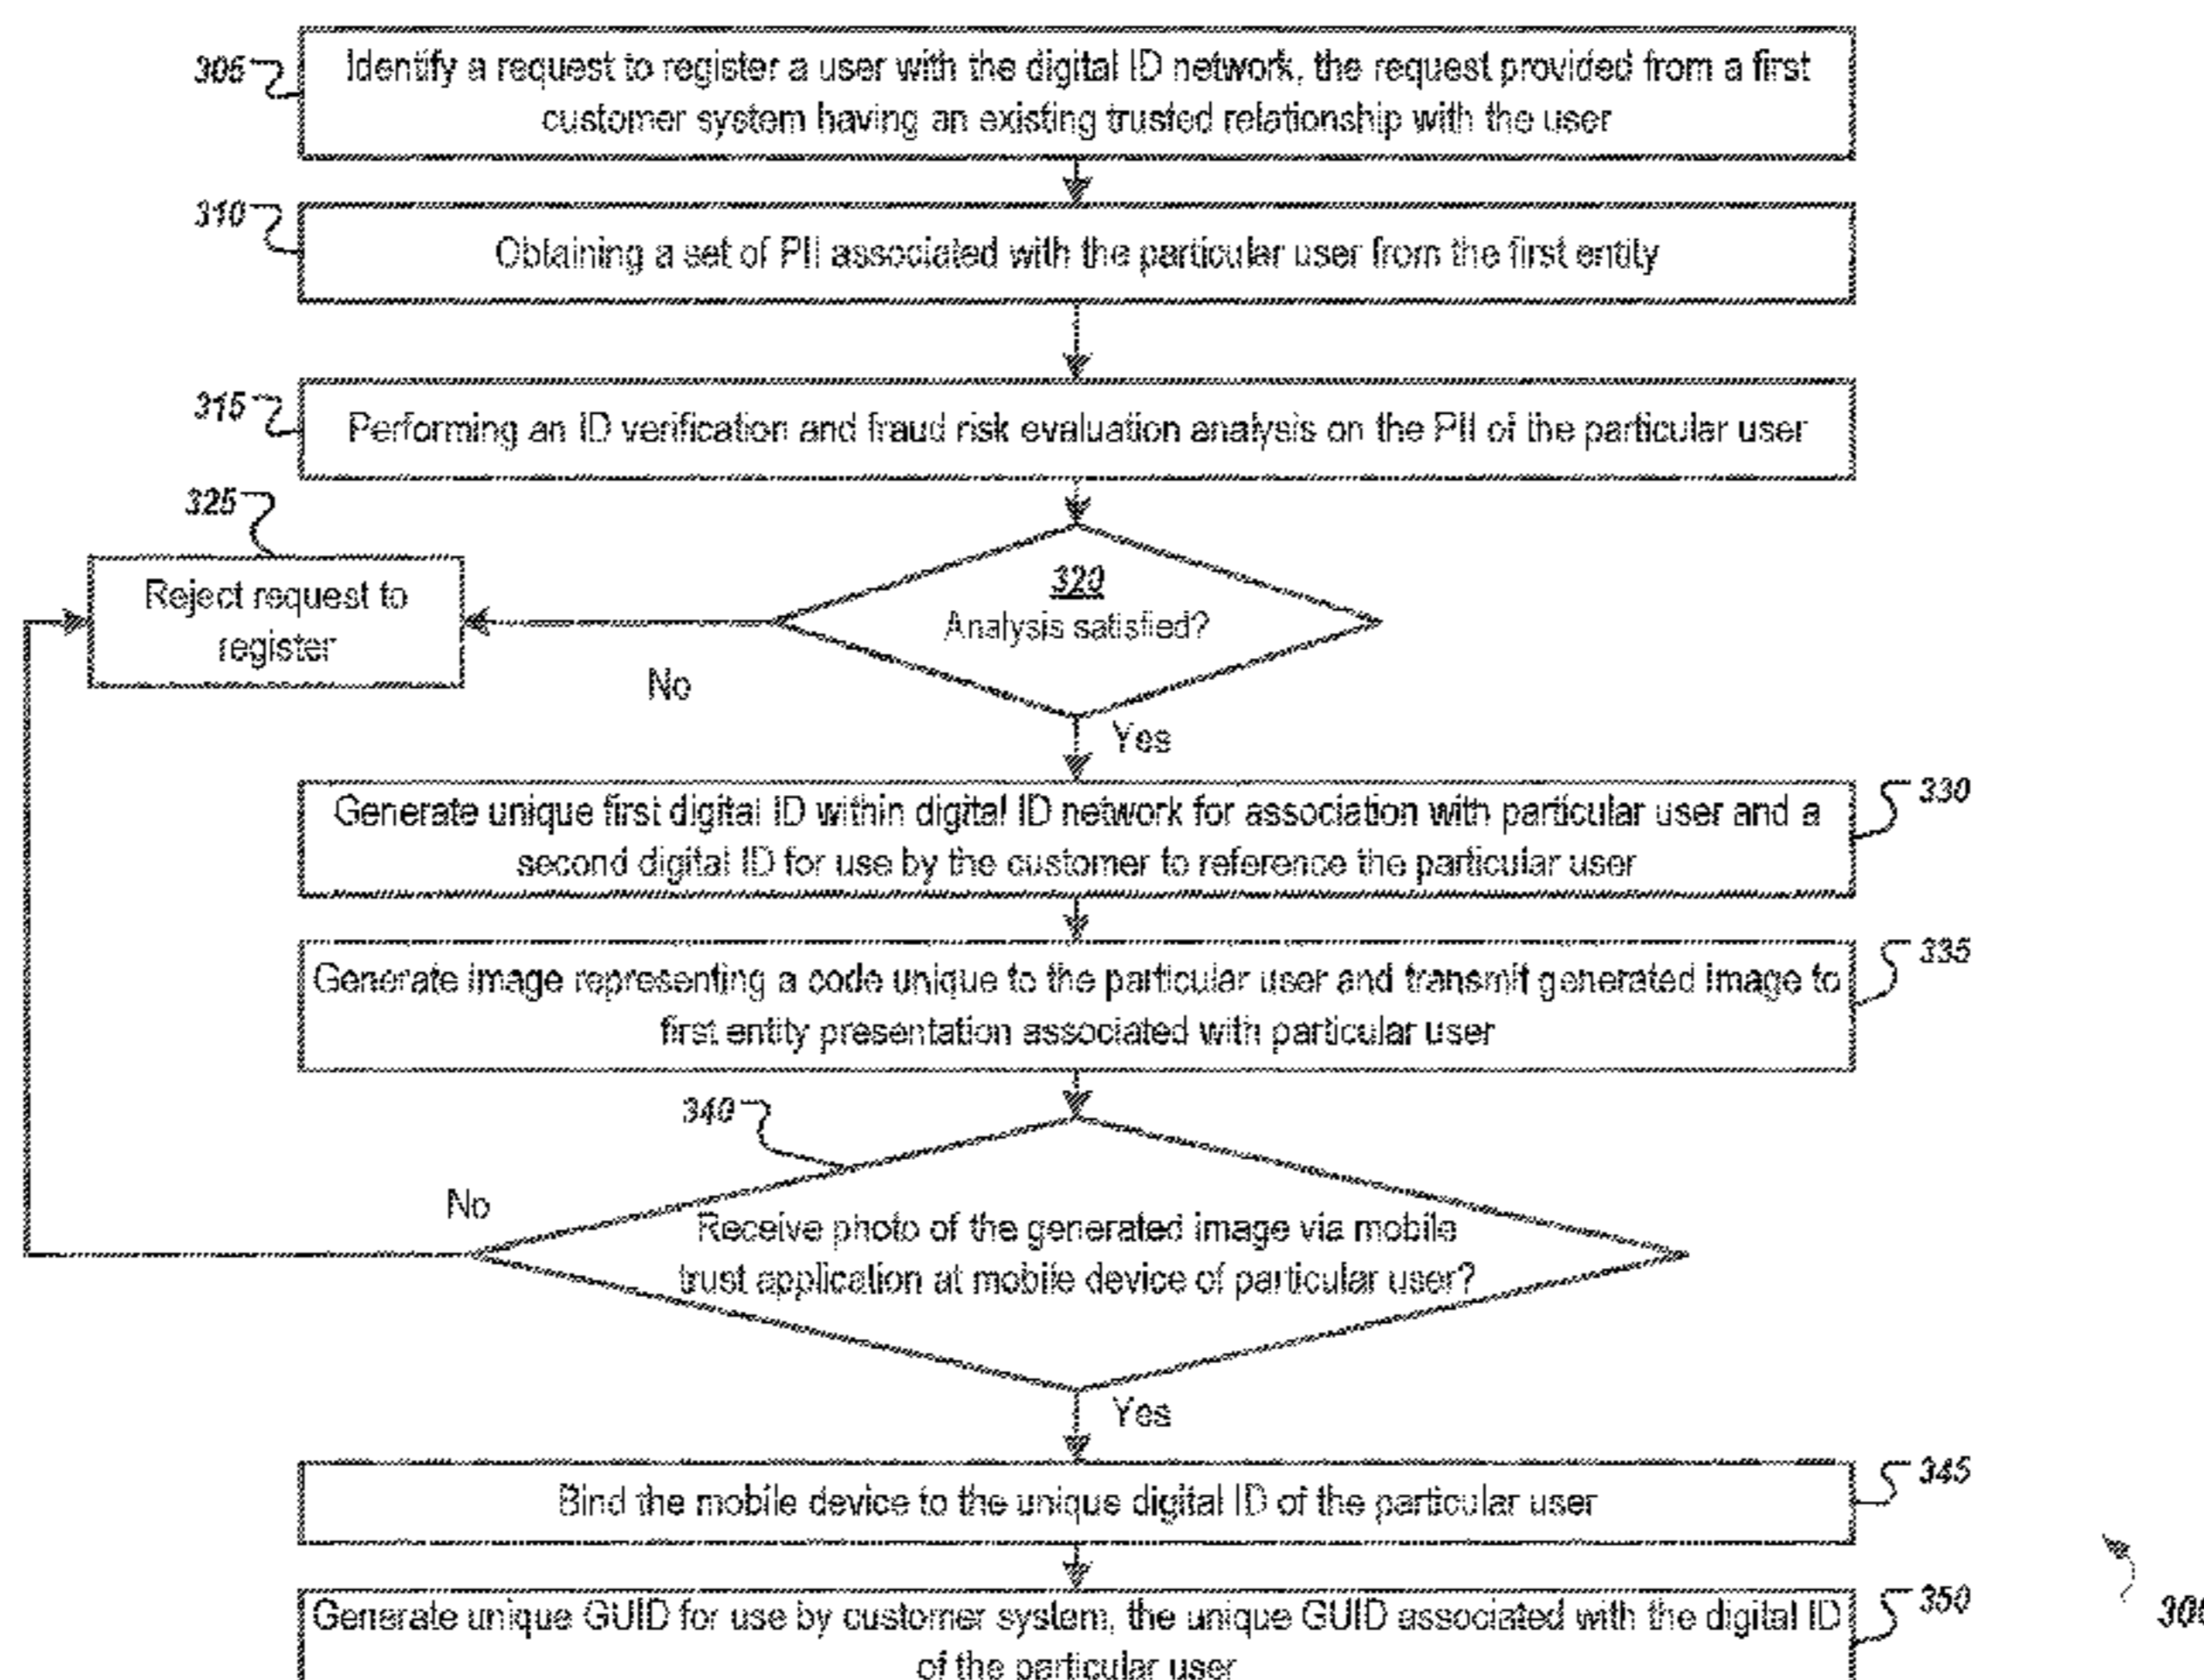 305
Identify a request to register a user with the digital ID network, the request provided from a first
customer system having an existing trusted relationship with the user
310
Obtaining a set of PII associated with the particular user from the first entity
315
Performing an ID verification and fraud risk evaluation analysis on the PII of the particular user
325
Reject request to
register
320
Analysis satisfied?
No
Yes
330
Generate unique first digital ID within digital ID network for association with particular user and a
second digital ID for use by the customer to reference the particular user
335
Generate image representing a code unique to the particular user and transmit generated image to
first entity presentation associated with particular user
340
No
Receive photo of the generated image via mobile
trust application at mobile device of particular user?
Yes
345
Bind the mobile device to the unique digital ID of the particular user
350
Generate unique GUID for use by customer system, the unique GUID associated with the digital ID
of the particular user
300